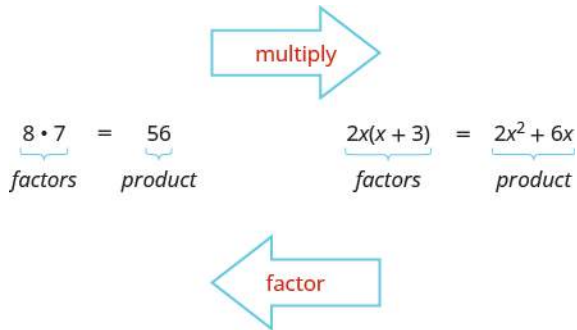 multiply
8 • 7 = 56 2x(x + 3) = 2x² + 6x
factors product factors product
factor